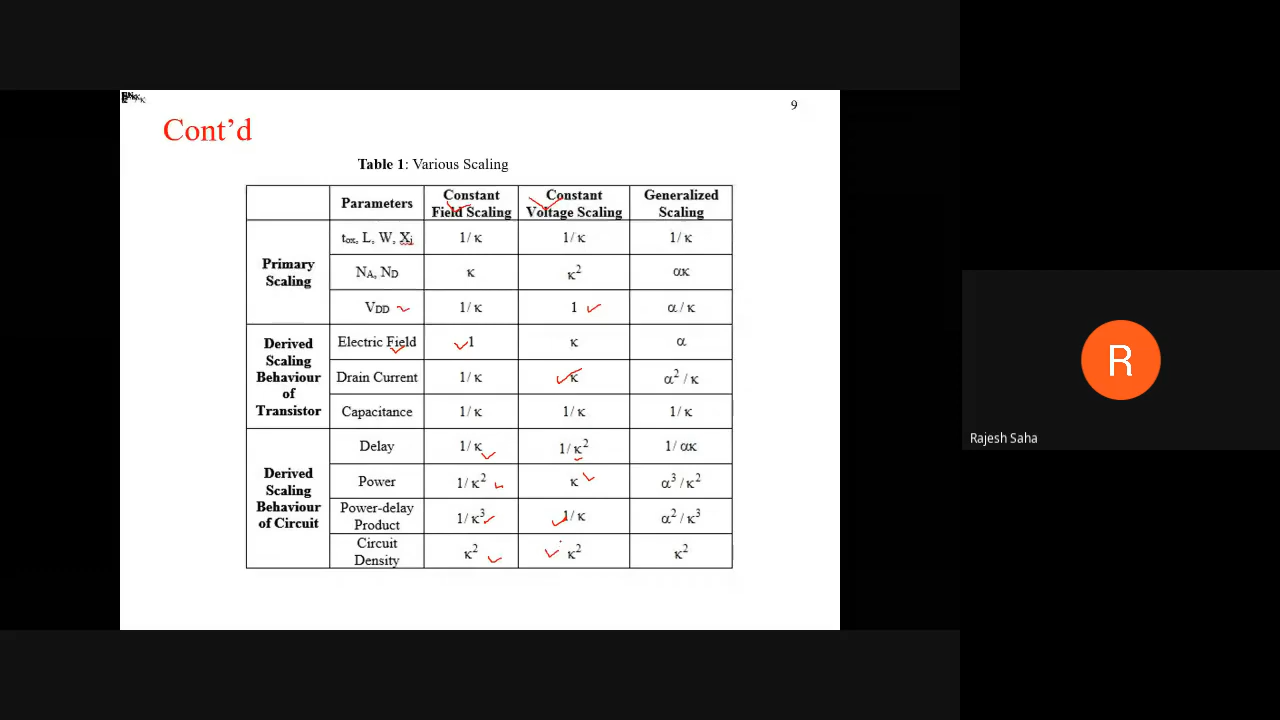 9
Cont’d
Table 1: Various Scaling
Parameters
Constant Field Scaling
Constant Voltage Scaling
Generalized Scaling
Primary Scaling
tox, L, W, Xj
1/ κ
1/ κ
1/ κ
NA, ND
κ
κ²
ακ
VDD
1/ κ
1
α/ κ
Derived Scaling Behaviour of Transistor
Electric Field
1
κ
α
Drain Current
1/ κ
κ
α² / κ
Capacitance
1/ κ
1/ κ
1/ κ
Derived Scaling Behaviour of Circuit
Delay
1/ κ
1/ κ²
1/ ακ
Power
1/ κ²
κ
α³ / κ²
Power-delay Product
1/ κ³
1/ κ
α² / κ³
Circuit Density
κ²
κ²
κ²
R
Rajesh Saha